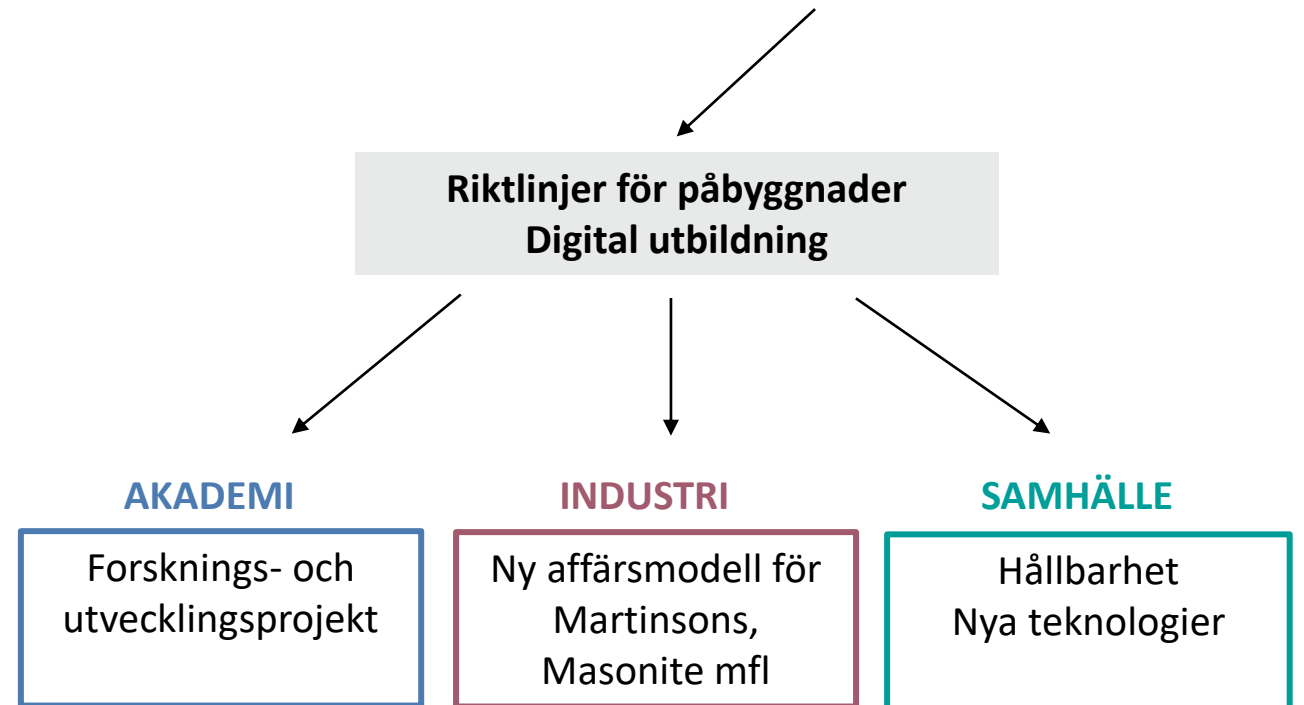 Riktlinjer för påbyggnader
Digital utbildning
AKADEMI
Forsknings- och
utvecklingsprojekt
INDUSTRI
Ny affärsmodell för
Martinsons,
Masonite mfl
SAMHÄLLE
Hållbarhet
Nya teknologier